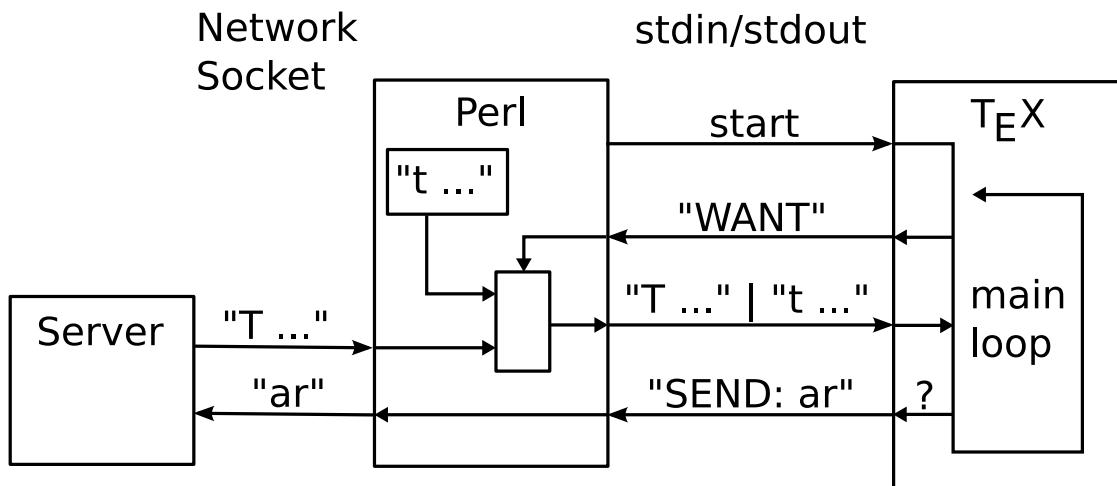 Network
Socket
stdin/stdout
Perl
TEX
start
"t ..."
"WANT"
"T ..." | "t ..."
main
loop
Server
"T ..."
"ar"
"SEND: ar"
?